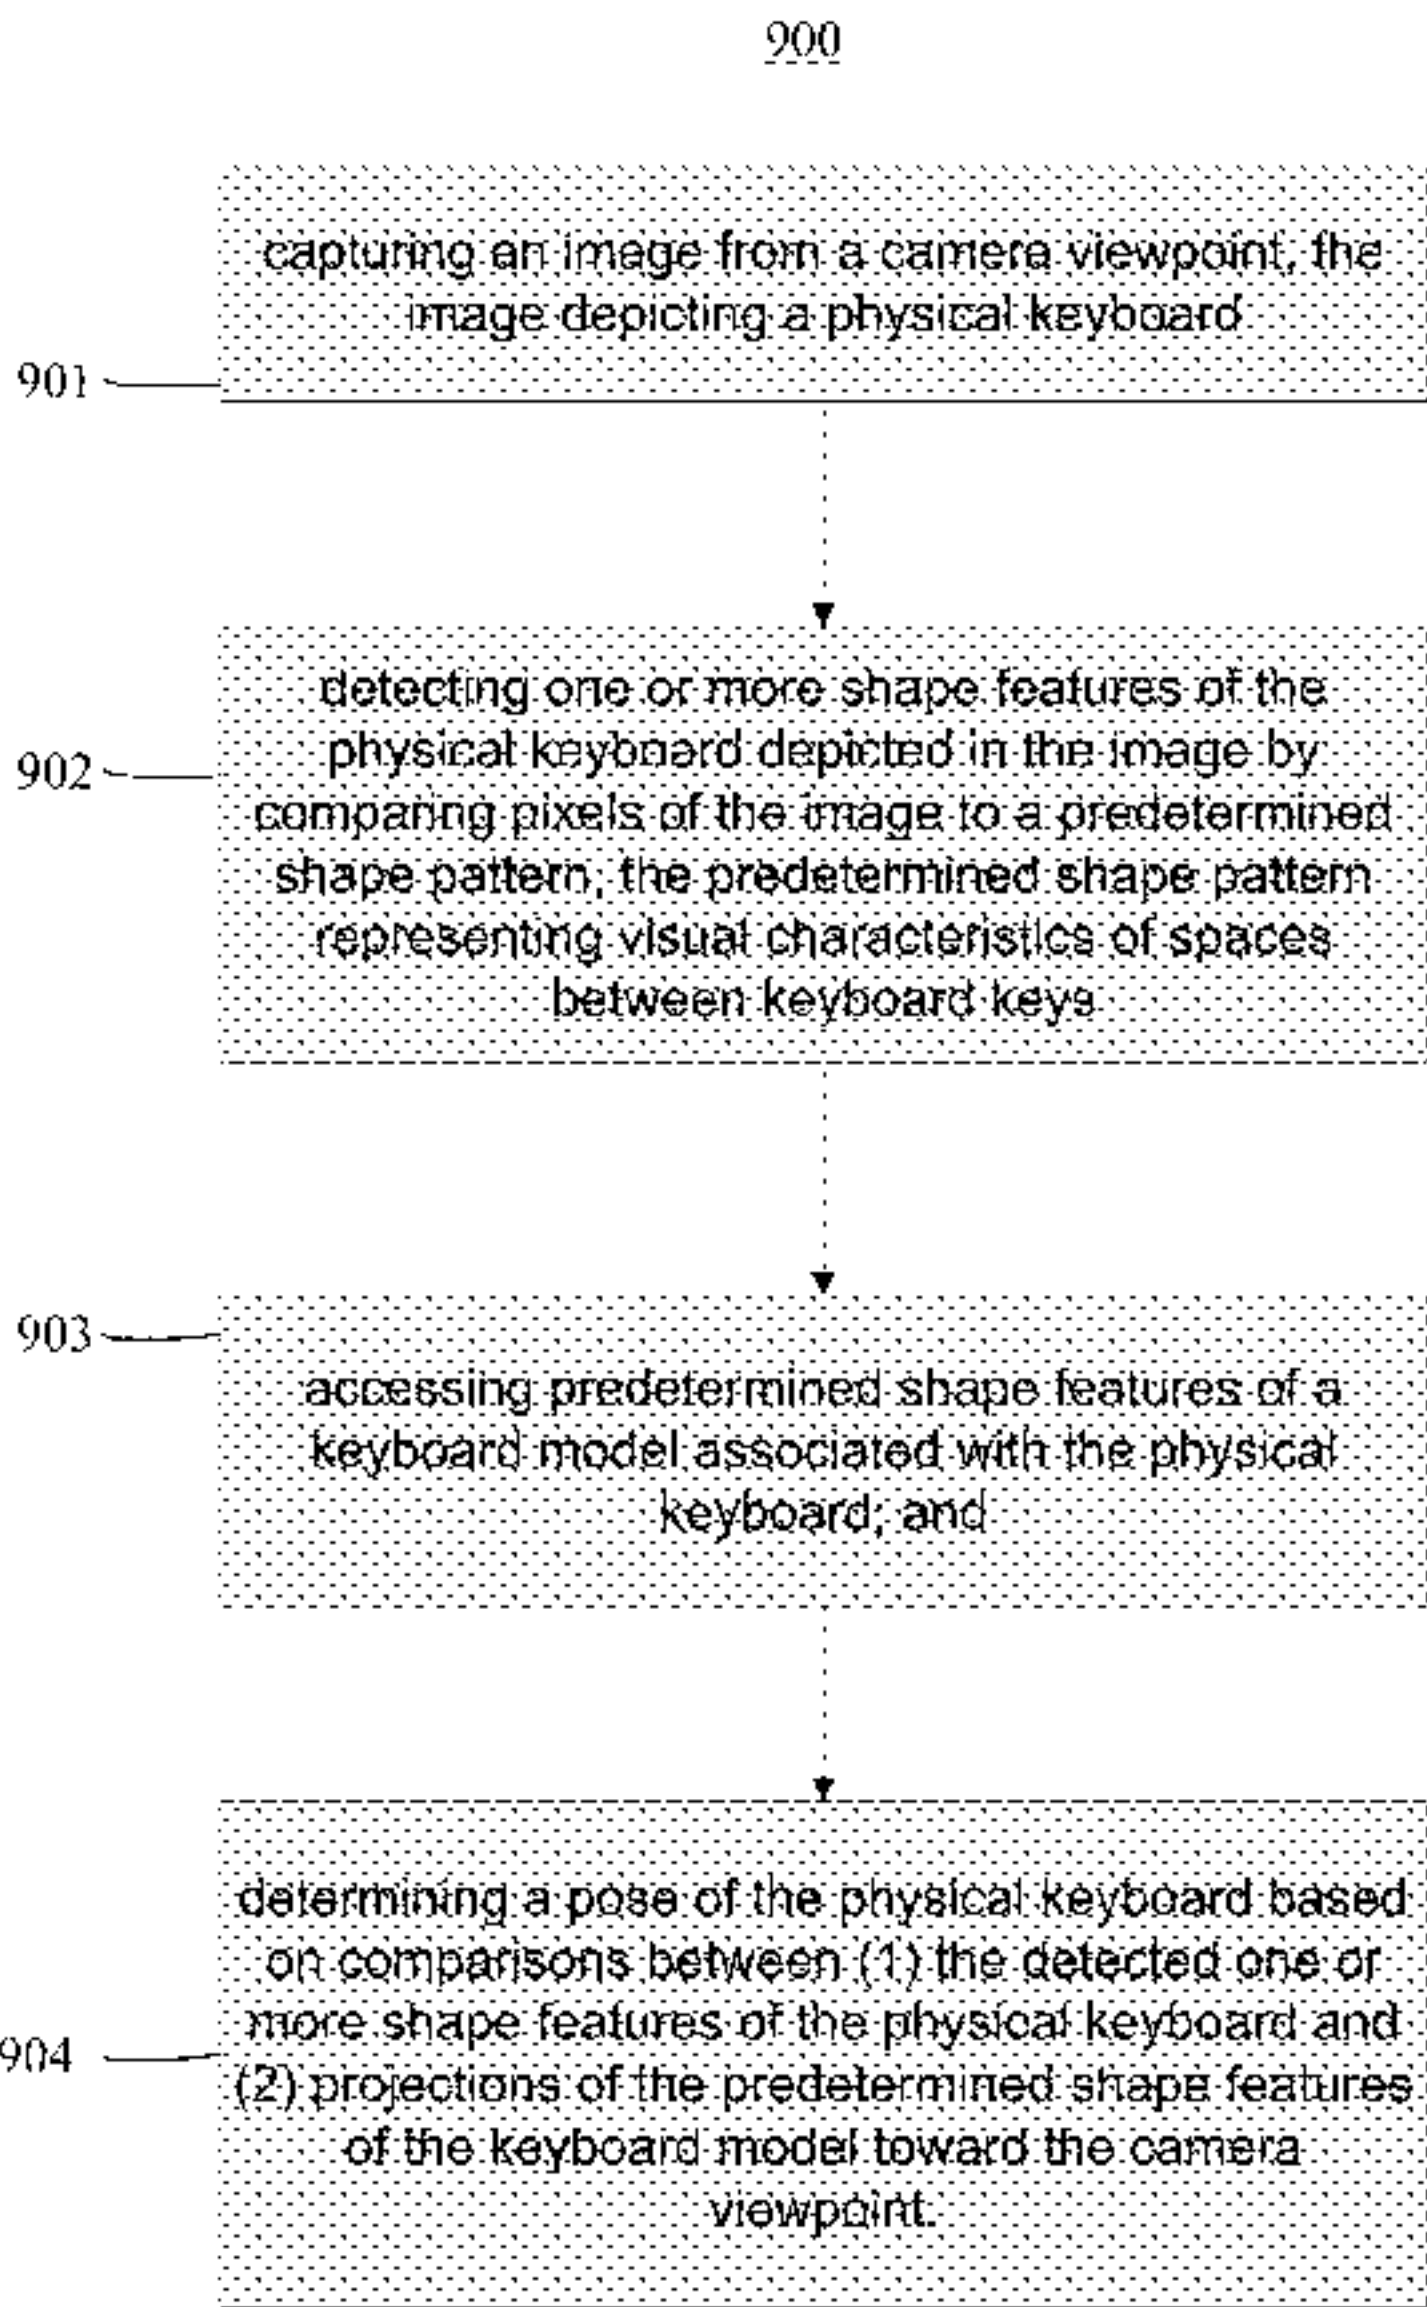 900
capturing an image from a camera viewpoint, the
image depicting a physical keyboard
901
detecting one or more shape features of the
physical keyboard depicted in the image by
902
comparing pixels of the image to a predetermined
shape pattern, the predetermined shape pattern
representing visual characteristics of spaces
between keyboard keys
903
accessing predetermined shape features of a
keyboard model associated with the physical
keyboard; and
determining a pose of the physical keyboard based
on comparisons between (1) the detected one or
more shape features of the physical keyboard and
904
(2) projections of the predetermined shape features
of the keyboard model toward the camera
viewpoint.